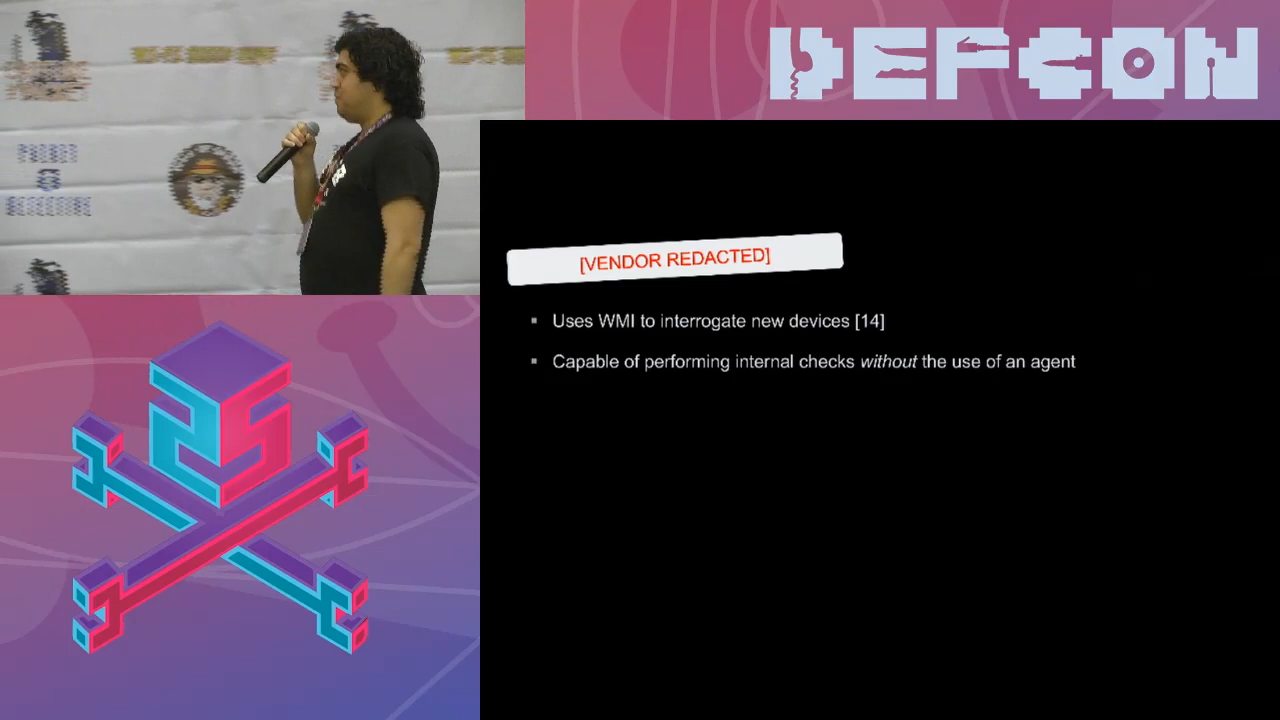 DEFCON
[VENDOR REDACTED]
Uses WMI to interrogate new devices [14]
Capable of performing internal checks without the use of an agent